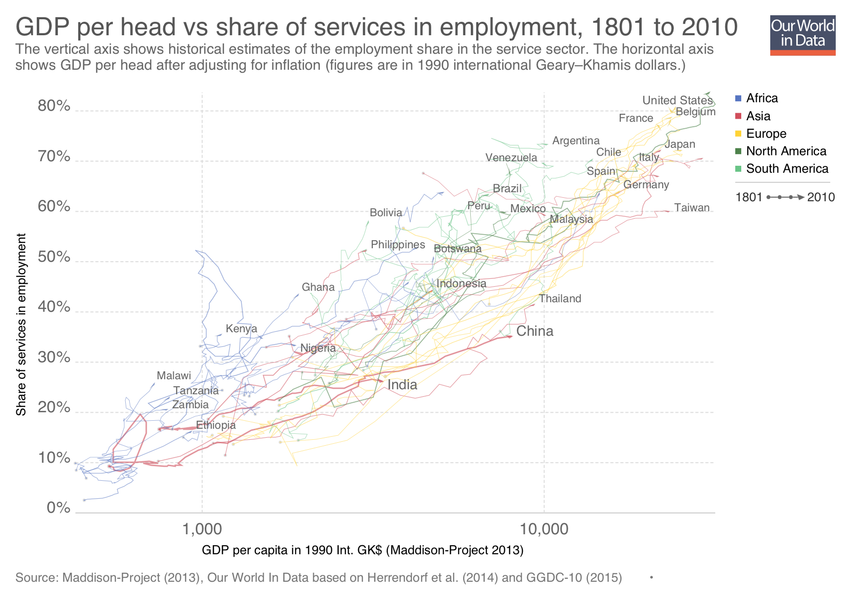 GDP per head vs share of services in employment, 1801 to 2010
Our World
in Data
The vertical axis shows historical estimates of the employment share in the service sector. The horizontal axis
shows GDP per head after adjusting for inflation (figures are in 1990 international Geary–Khamis dollars.)
Share of services in employment
80%
70%
60%
50%
40%
30%
20%
10%
0%
United States
Belgium
France
Argentina
Japan
Chile
Italy
Venezuela
Spain
Germany
Brazil
Peru
Mexico
Taiwan
Bolivia
Malaysia
Philippines
Botswana
Ghana
Indonesia
Thailand
Kenya
China
Nigeria
Malawi
India
Tanzania
Zambia
Ethiopia
1,000
10,000
GDP per capita in 1990 Int. GK$ (Maddison-Project 2013)
Africa
Asia
Europe
North America
South America
1801
2010
Source: Maddison-Project (2013), Our World In Data based on Herrendorf et al. (2014) and GGDC-10 (2015) •